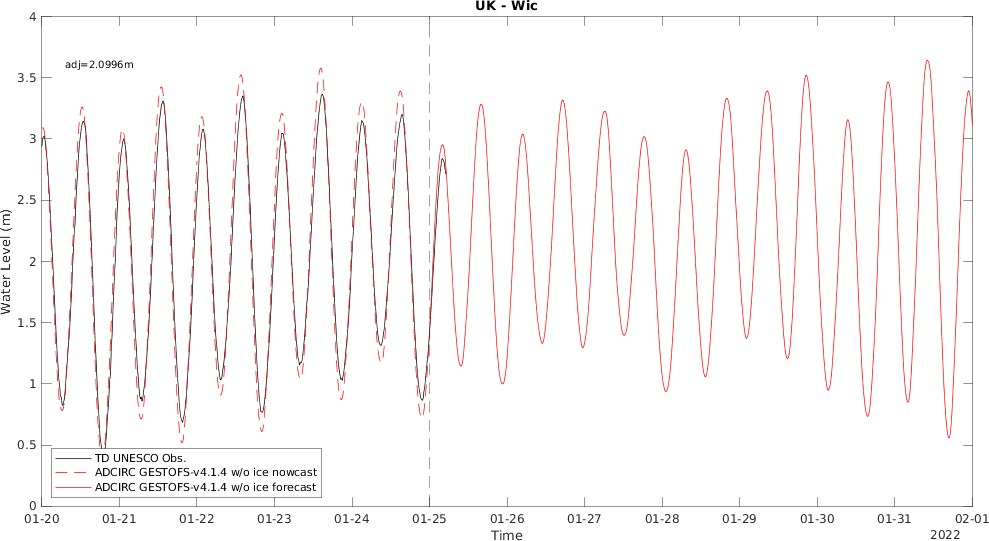 UK - Wic
adj=2.0996m
Water Level (m)
4
3.5
3
2.5
2
1.5
1
0.5
0
TD UNESCO Obs.
ADCIRC GESTOFS-v4.1.4 w/o ice nowcast
ADCIRC GESTOFS-v4.1.4 w/o ice forecast
01-20 01-21 01-22 01-23 01-24 01-25 01-26 01-27 01-28 01-29 01-30 01-31 02-01
Time
2022